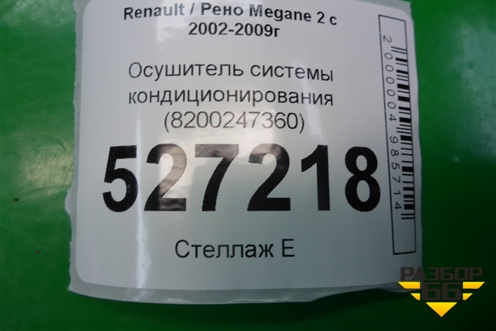 Renault / Рено Megane 2 с
2002-2009г
Осушитель системы
кондиционирования
(8200247360)
527218
Стеллаж Е
2000004985714
РАЗБОР
66